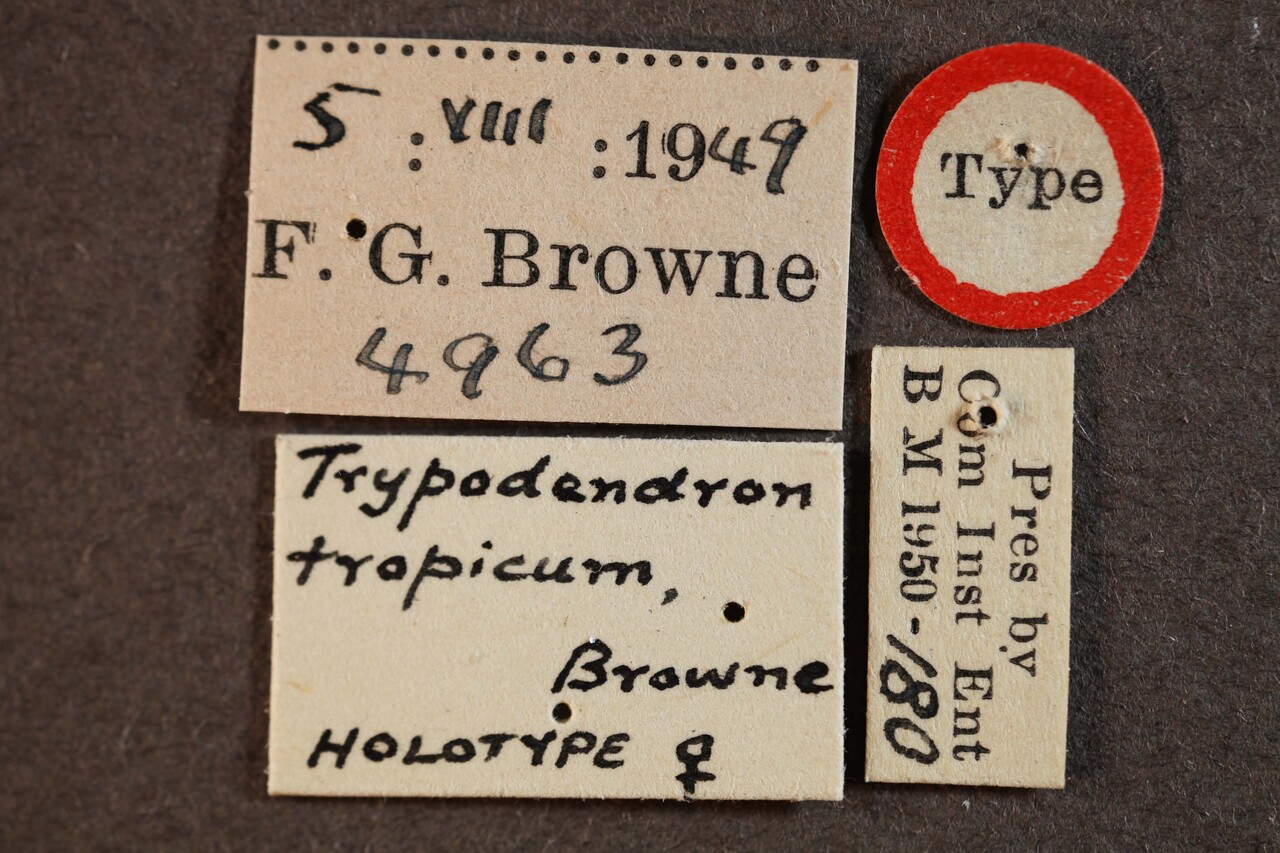 5 : VIII : 1949
F. G. Browne
4963
Type
Trypodendron
tropicum,
Browne
HOLOTYPE ♀
Pres by
Com Inst Ent
B M 1950-180